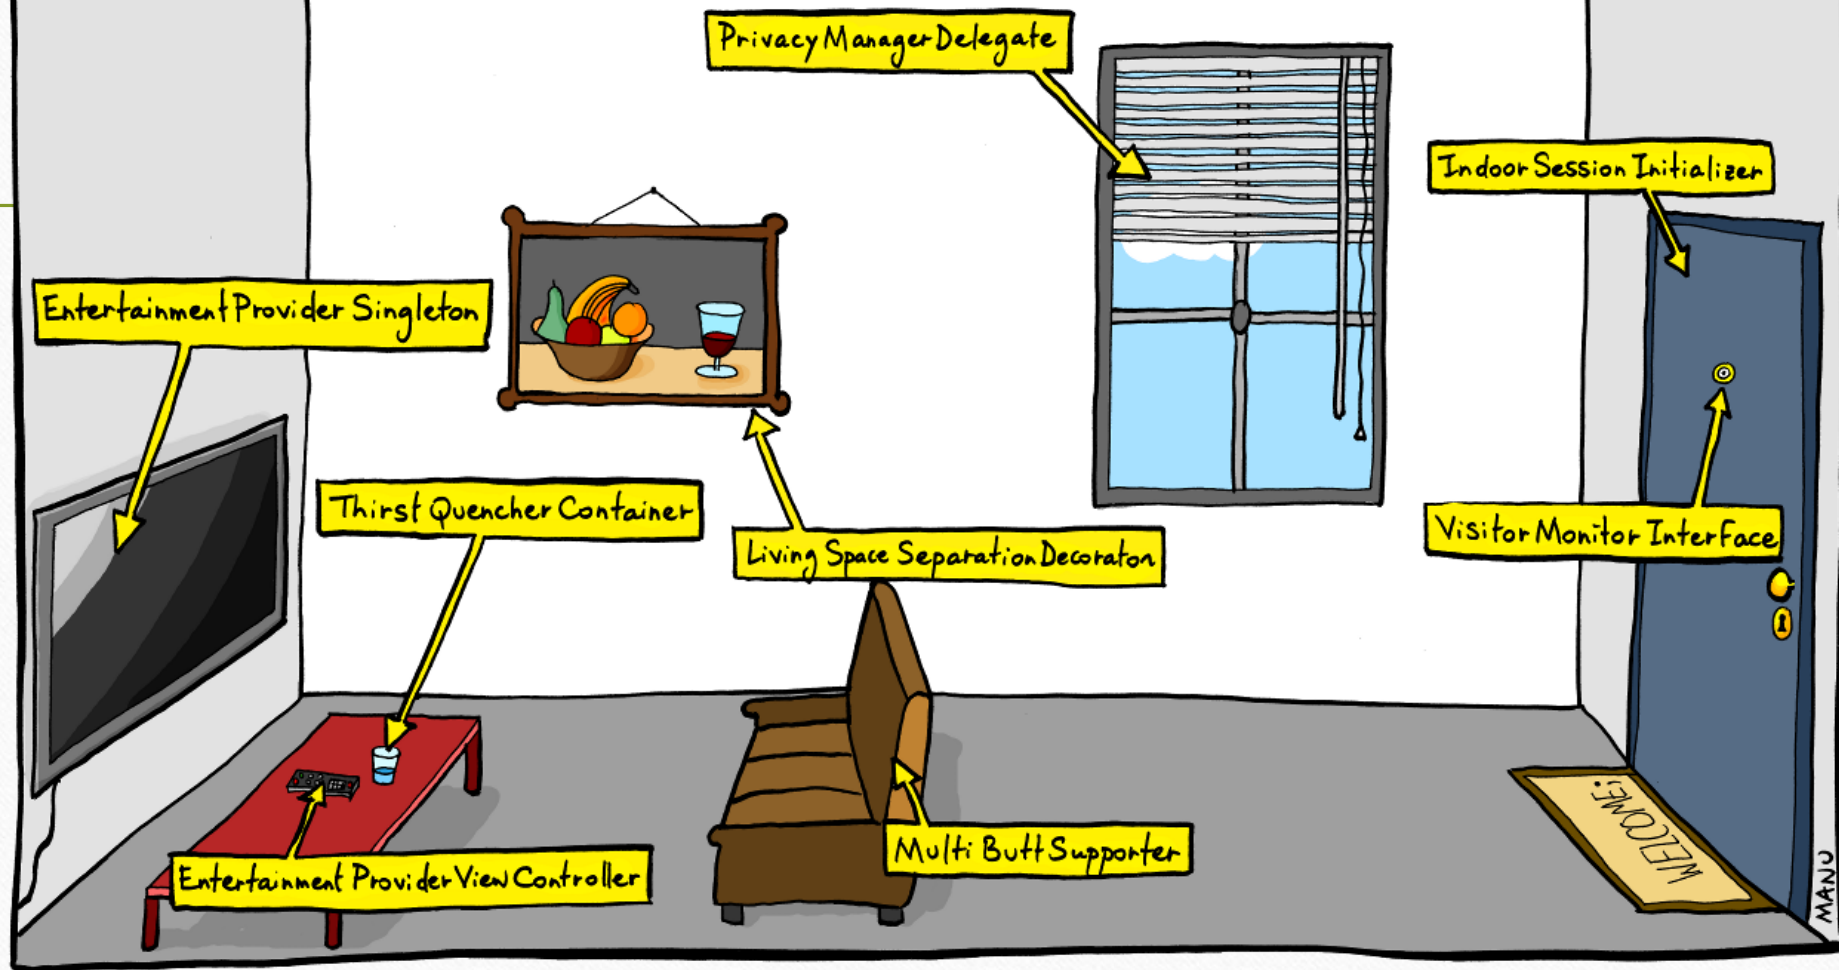 Privacy Manager Delegate
Indoor Session Initializer
Entertainment Provider Singleton
Thirst Quencher Container
Living Space Separation Decorator
Visitor Monitor Interface
Multi Butt Supporter
Entertainment Provider View Controller
WELCOME;
MANU